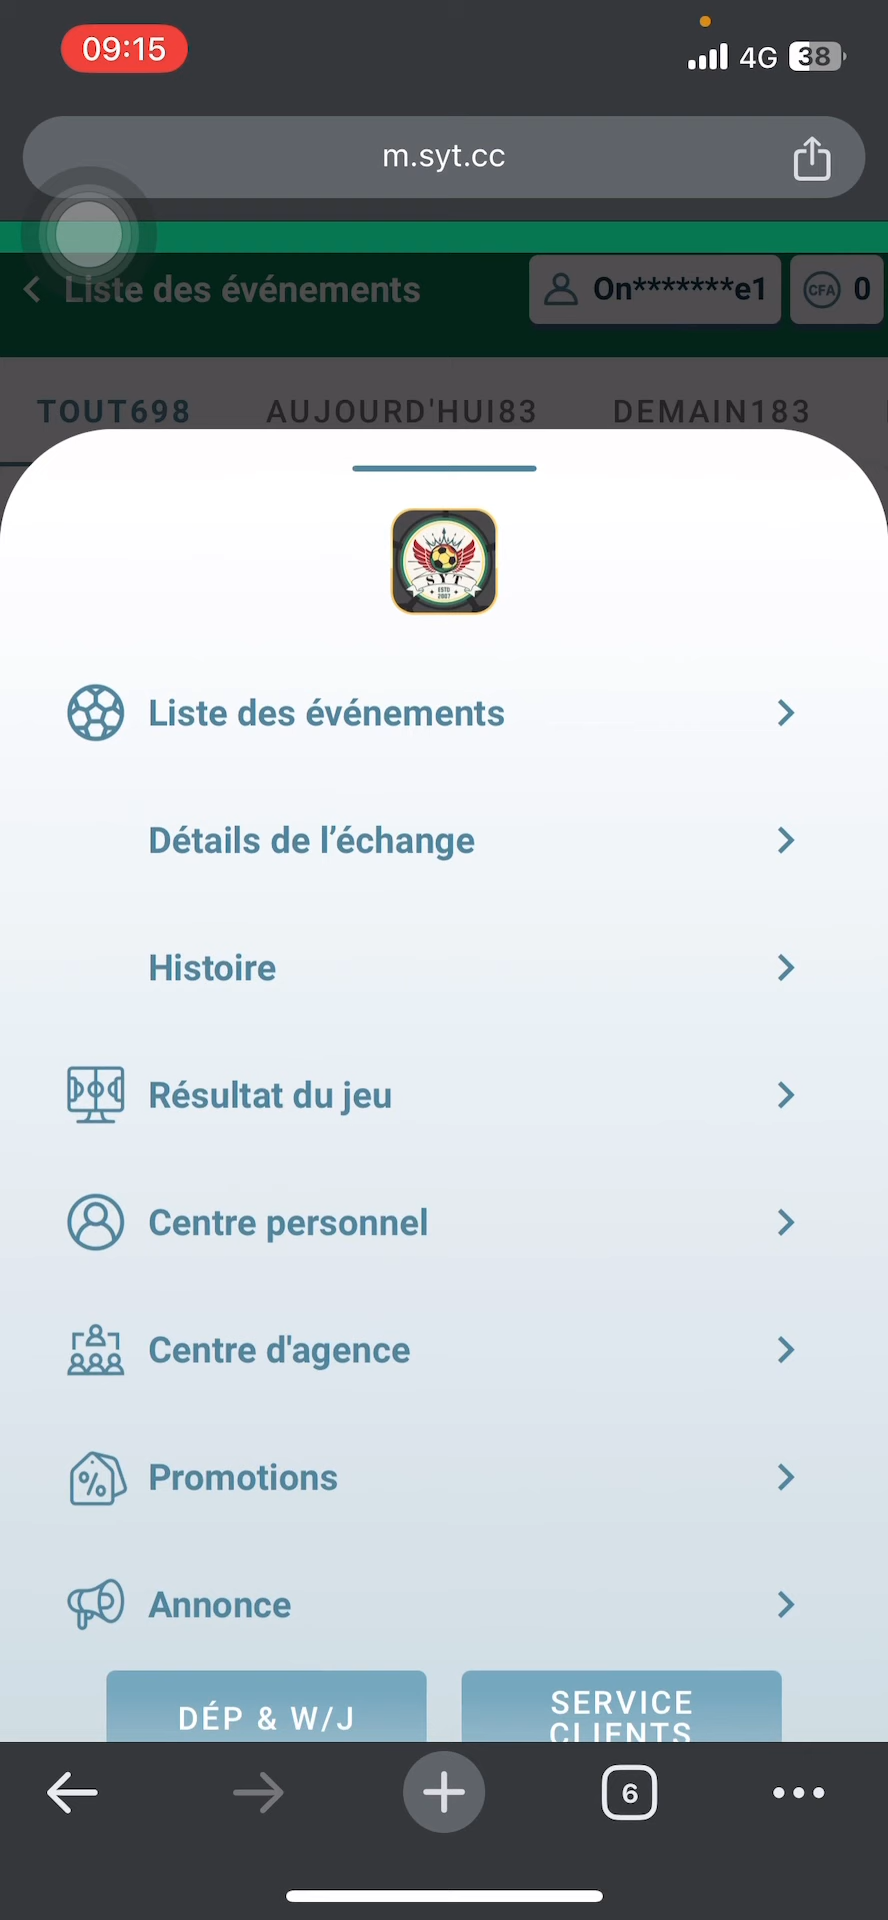 09:15
4G 38
m.syt.cc
Liste des événements
On*******e1
CFA 0
TOUT698 AUJOURD'HUI83 DEMAIN183
SYT
ESTD
2007
Liste des événements
Détails de l’échange
Histoire
Résultat du jeu
Centre personnel
Centre d'agence
Promotions
Annonce
DÉP & W/J
SERVICE
CLIENTS
6